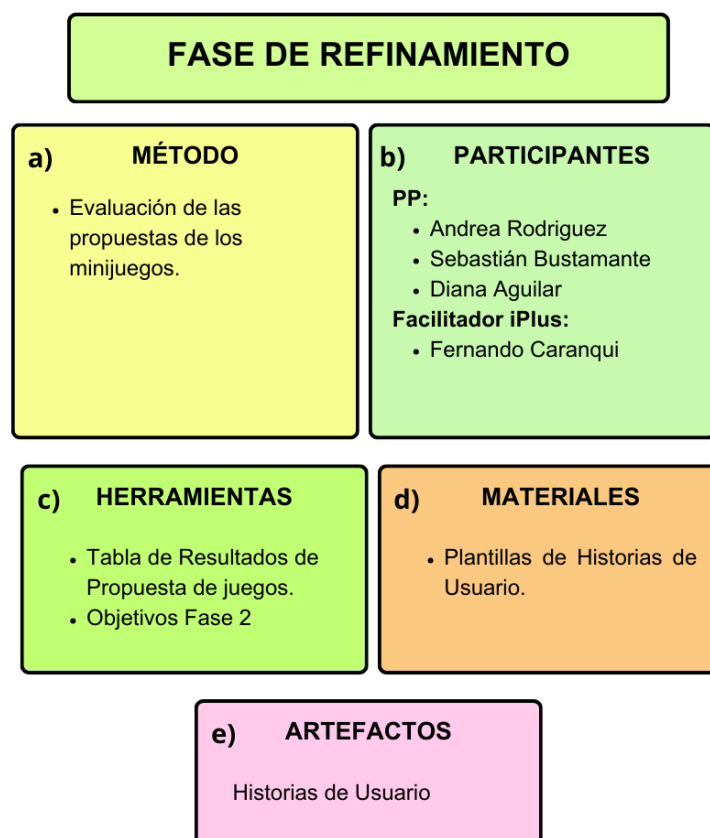 FASE DE REFINAMIENTO
a) MÉTODO
• Evaluación de las
propuestas de los
minijuegos.
b) PARTICIPANTES
PP:
• Andrea Rodriguez
• Sebastián Bustamante
• Diana Aguilar
Facilitador iPlus:
• Fernando Caranqui
c) HERRAMIENTAS
• Tabla de Resultados de
Propuesta de juegos.
• Objetivos Fase 2
d) MATERIALES
• Plantillas de Historias de
Usuario.
e) ARTEFACTOS
Historias de Usuario